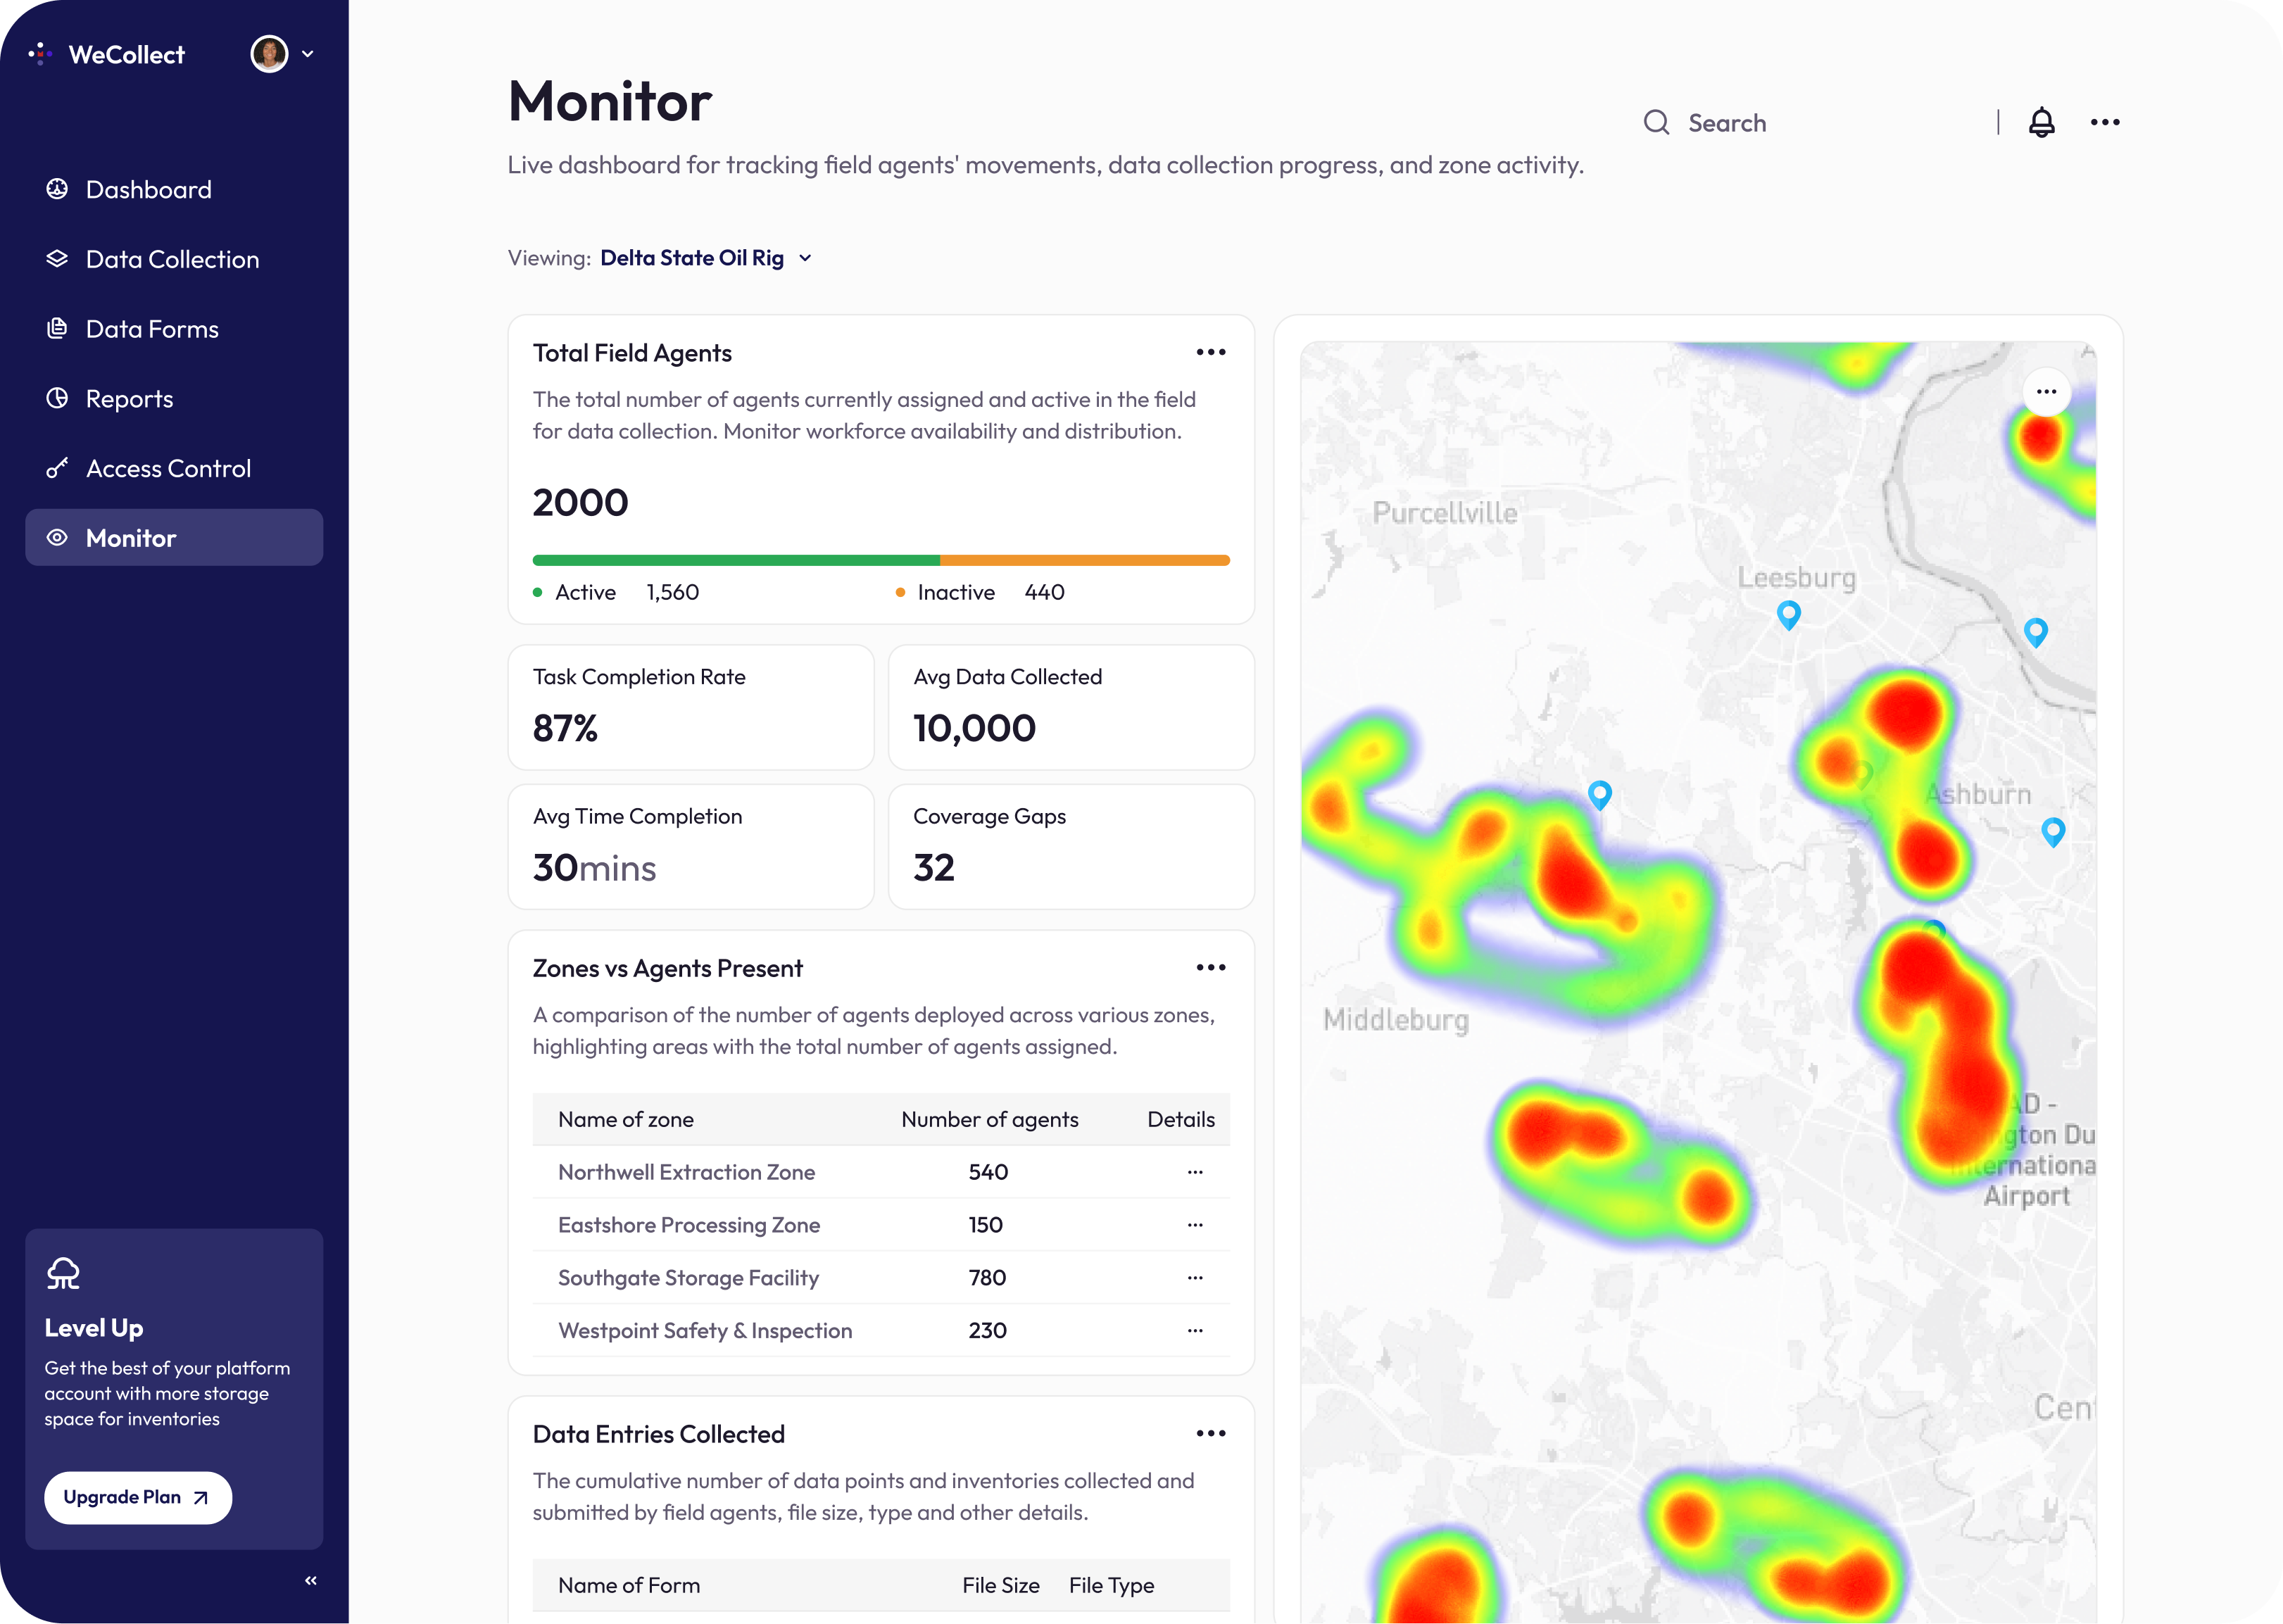 WeCollect
Dashboard
Data Collection
Data Forms
Reports
Access Control
Monitor
Level Up
Get the best of your platform
account with more storage
space for inventories
Upgrade Plan
Monitor
Live dashboard for tracking field agents' movements, data collection progress, and zone activity.
Search
Viewing: Delta State Oil Rig
Total Field Agents
The total number of agents currently assigned and active in the field
for data collection. Monitor workforce availability and distribution.
2000
Active 1,560 Inactive 440
Task Completion Rate
87%
Avg Data Collected
10,000
Avg Time Completion
30mins
Coverage Gaps
32
Zones vs Agents Present
A comparison of the number of agents deployed across various zones,
highlighting areas with the total number of agents assigned.
Name of zone Number of agents Details
Northwell Extraction Zone 540
Eastshore Processing Zone 150
Southgate Storage Facility 780
Westpoint Safety & Inspection 230
Data Entries Collected
The cumulative number of data points and inventories collected and
submitted by field agents, file size, type and other details.
Name of Form File Size File Type
Purcellville
Leesburg
Ashburn
Middleburg
AD -
gton Du
ternationa
Airport
Cen